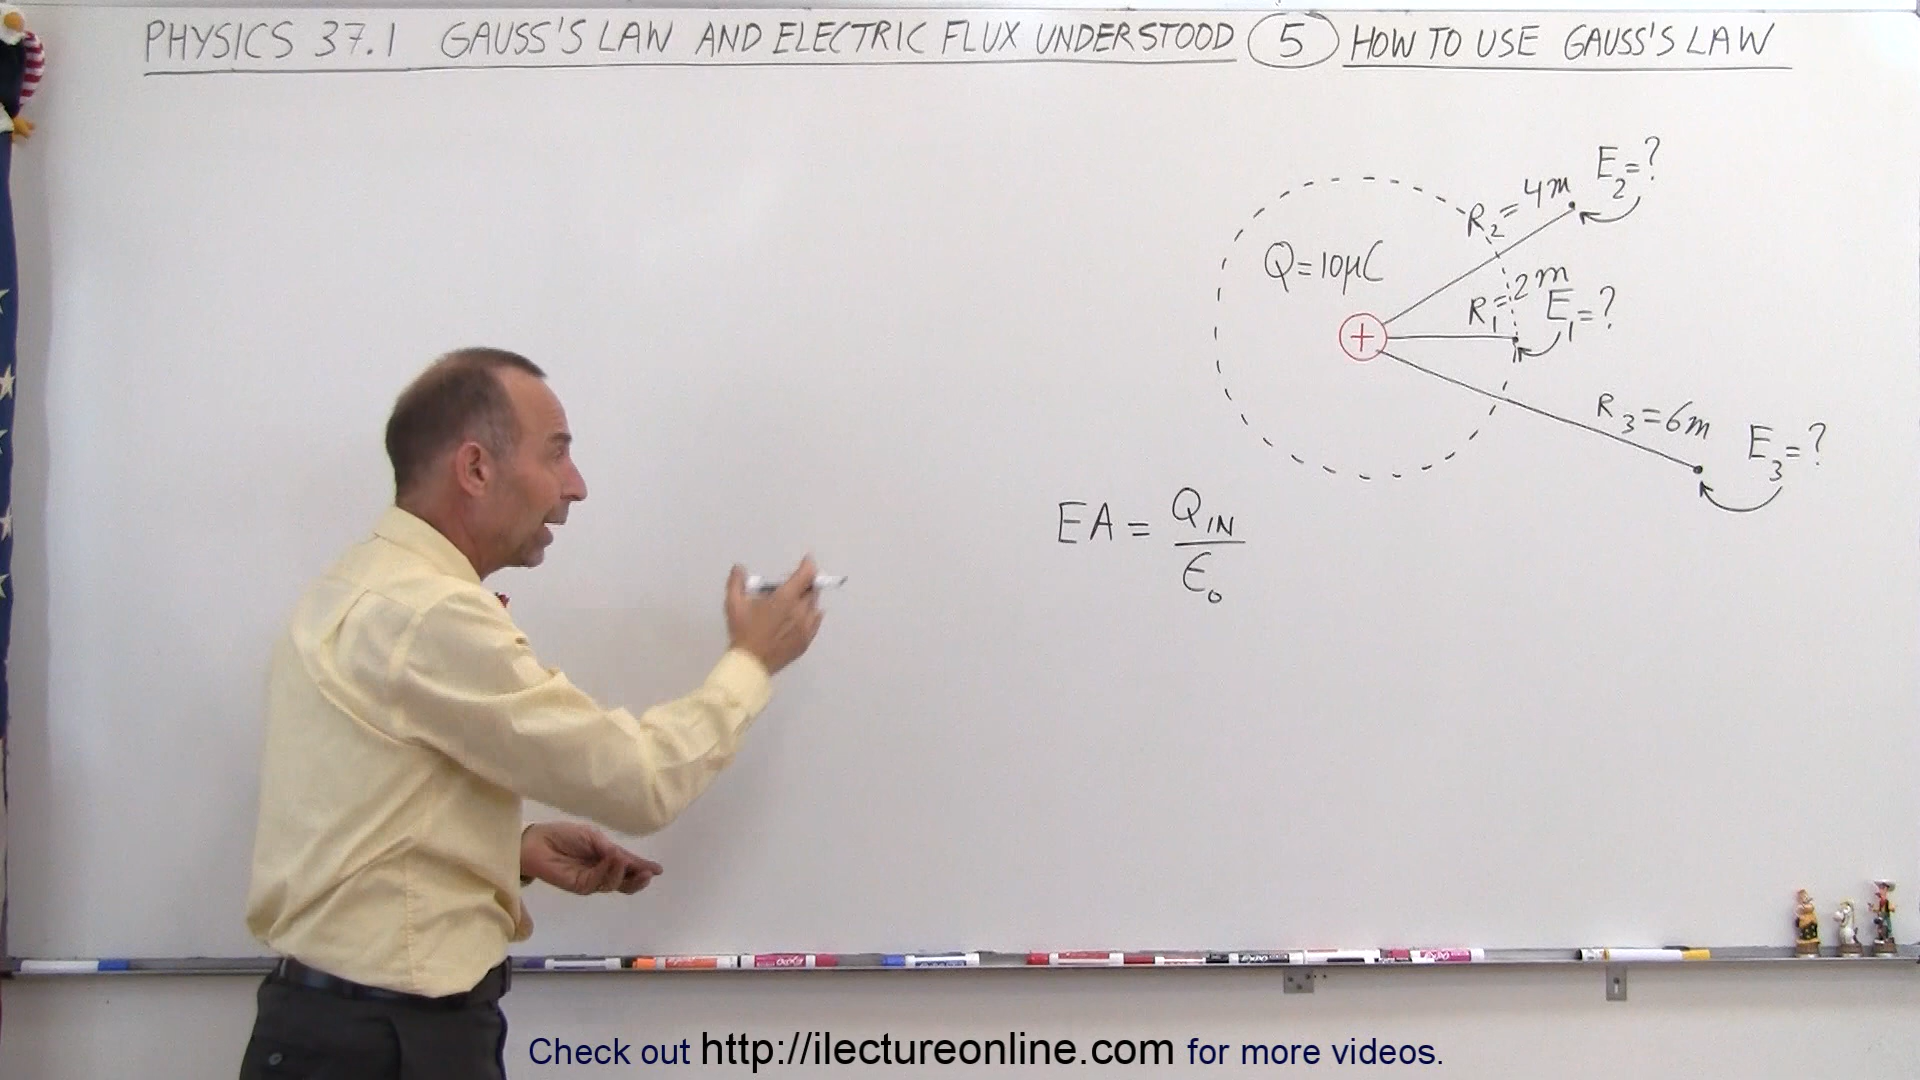 PHYSICS 37.1 GAUSS'S LAW AND ELECTRIC FLUX UNDERSTOOD 5 HOW TO USE GAUSS'S LAW
E₂=?
R₂=4m
Q=10μC
R₁=2m
E₁=?
+
R₃=6m
E₃=?
EA = Q_IN / ϵ₀
Check out http://ilectureonline.com for more videos.